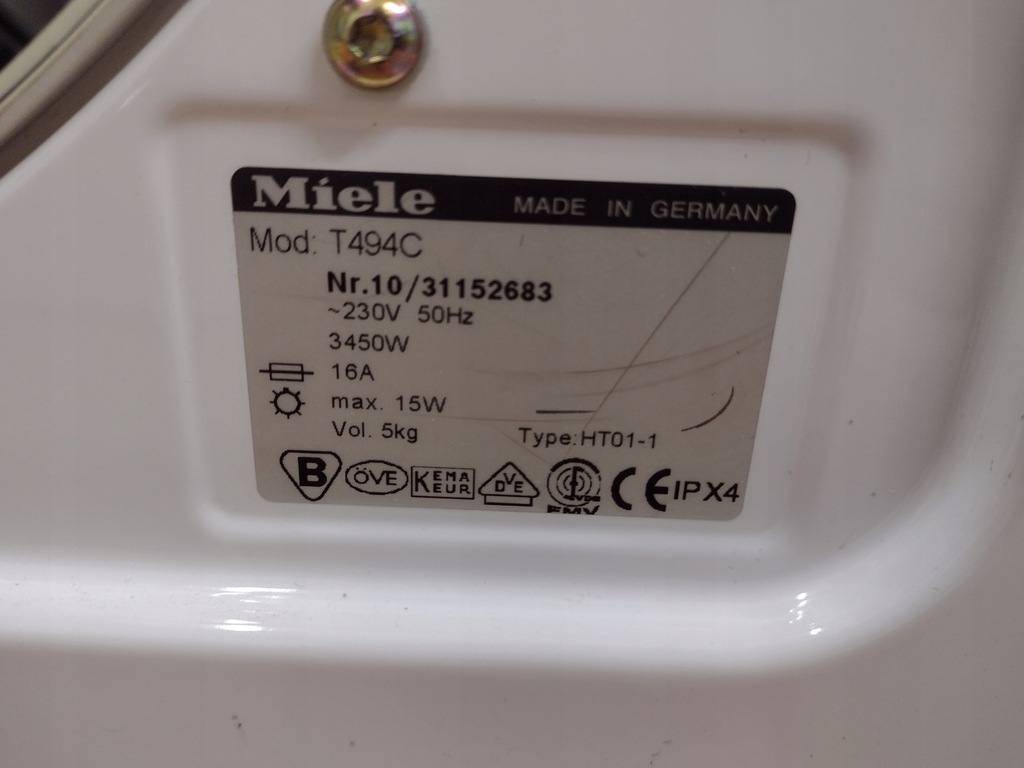 Miele MADE IN GERMANY
Mod: T494C
Nr.10/31152683
~230V 50Hz
3450W
16A
max. 15W
Vol. 5kg Type:HT01-1
B ÖVE KEMA KEUR DVE EMV CE IPX4